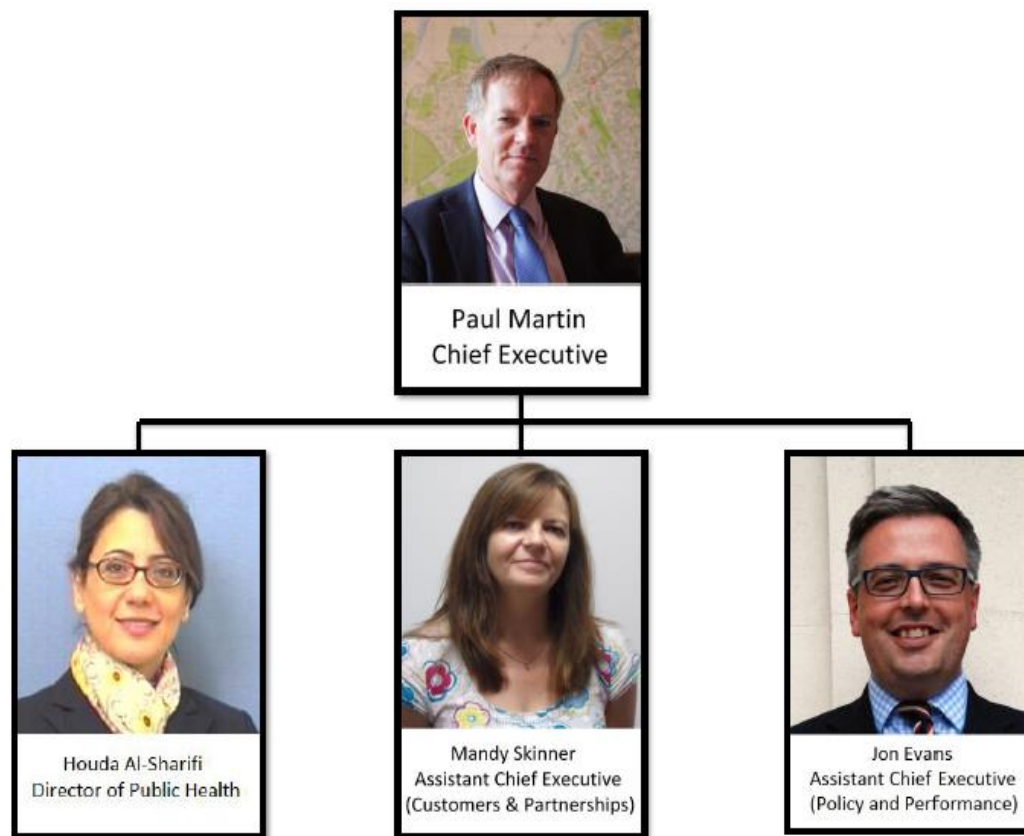 Paul Martin
Chief Executive
Houda Al-Sharifi
Director of Public Health
Mandy Skinner
Assistant Chief Executive
(Customers & Partnerships)
Jon Evans
Assistant Chief Executive
(Policy and Performance)